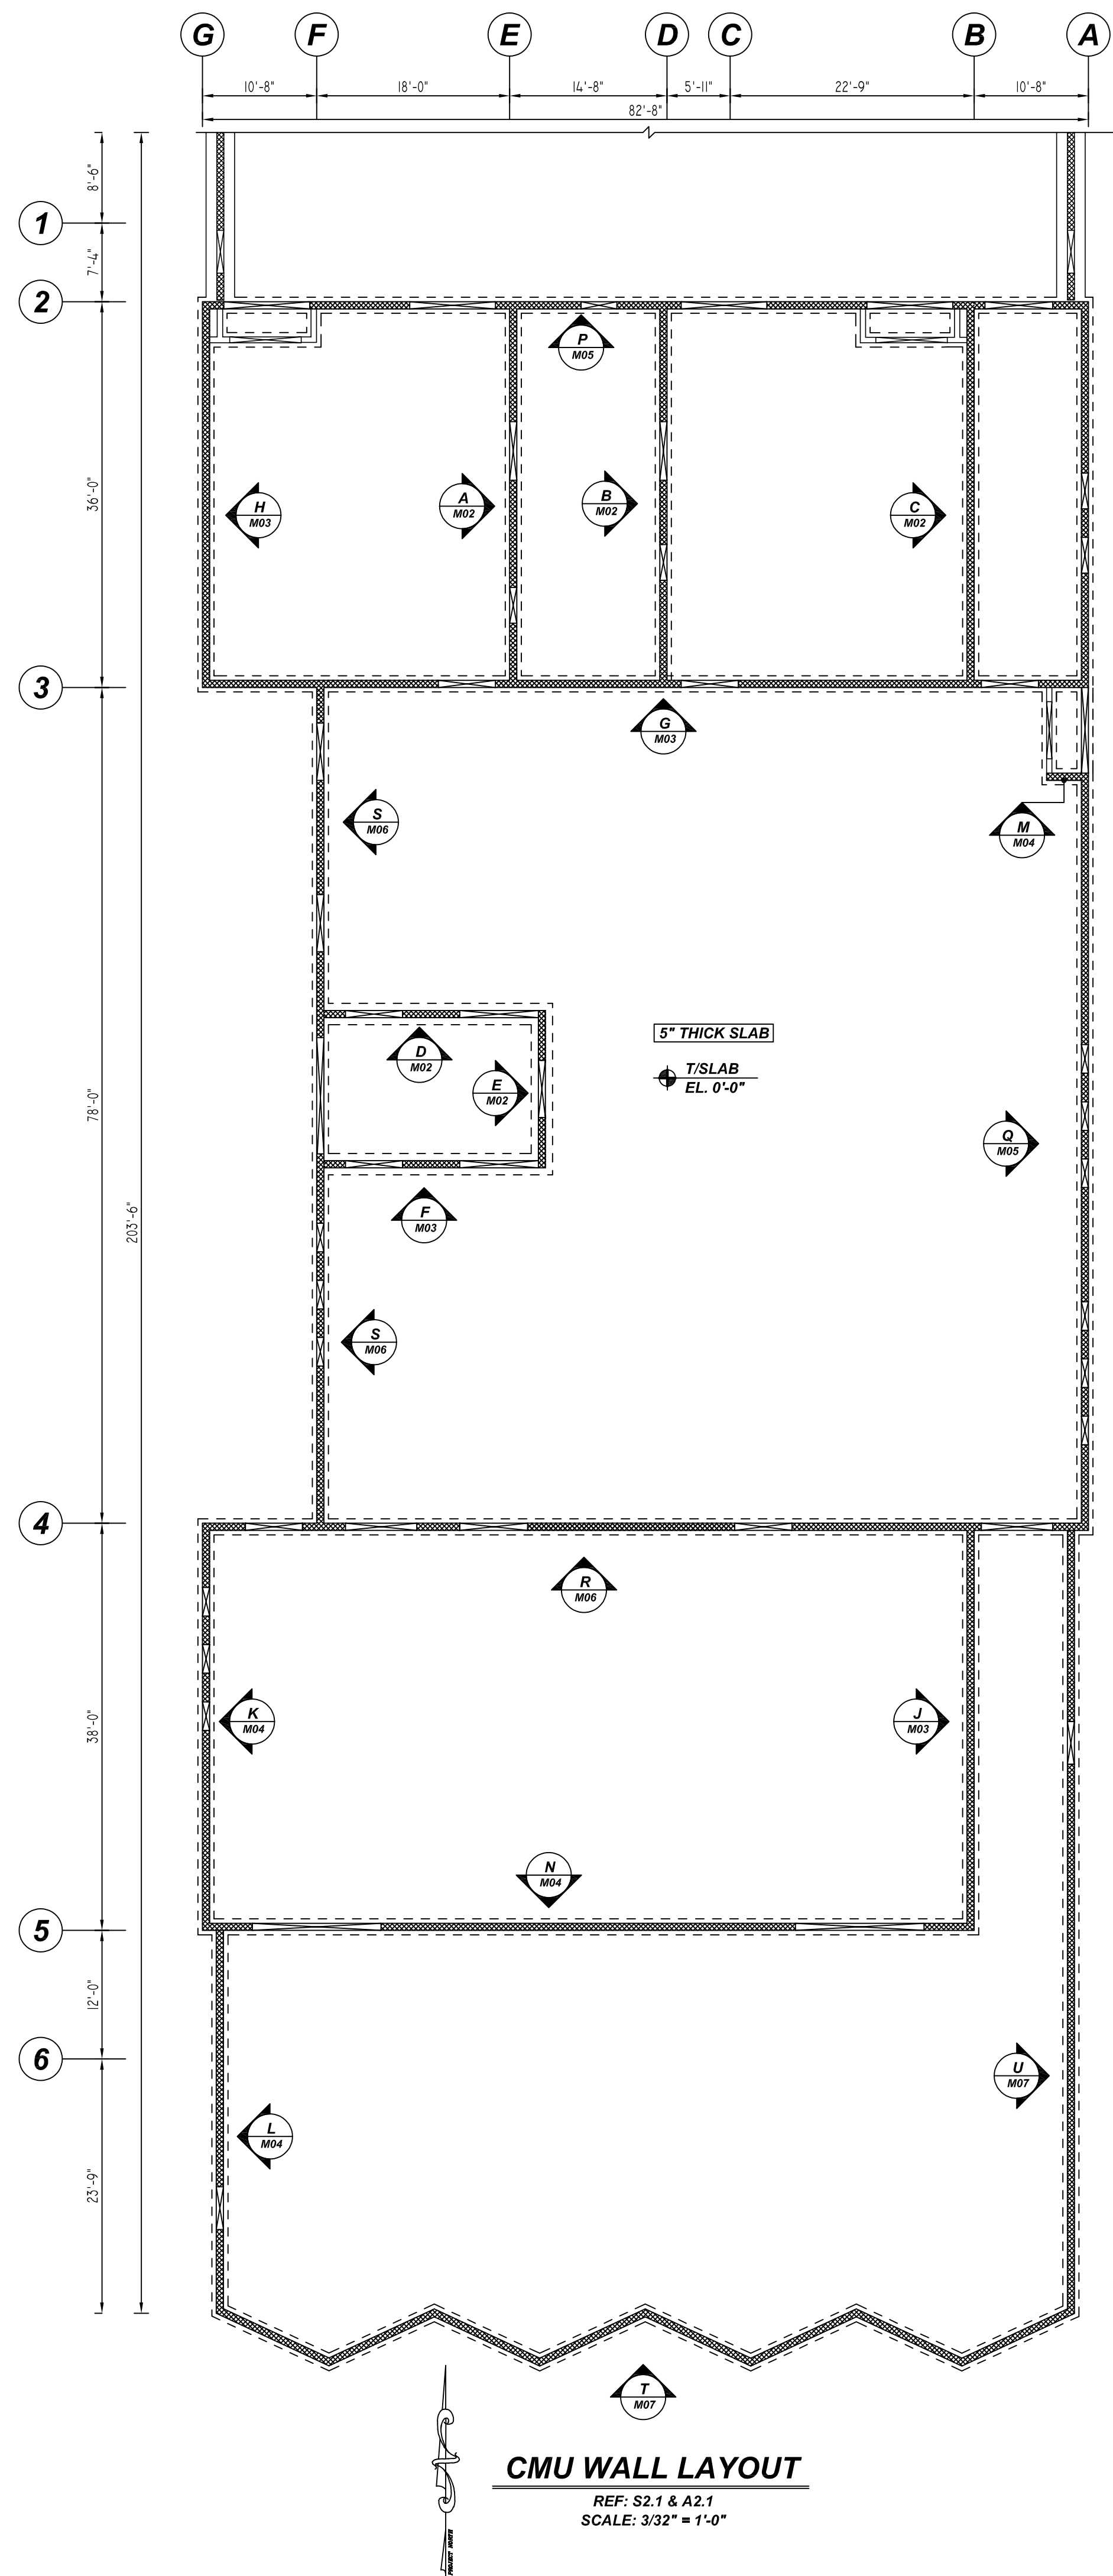 G F E D C B A
10'-8" 18'-0" 14'-8" 5'-11" 22'-9" 10'-8"
82'-8"
8'-6"
1
7'-4"
2
P
M05
36'-0"
H
M03
A
M02
B
M02
C
M02
3
G
M03
S
M06
M
M04
5" THICK SLAB
D
M02
T/SLAB
EL. 0'-0"
E
M02
78'-0"
Q
M05
203'-6"
F
M03
S
M06
4
R
M06
K
M04
J
M03
38'-0"
N
M04
5
12'-0"
6
U
M07
L
M04
23'-9"
T
M07
CMU WALL LAYOUT
REF: S2.1 & A2.1
SCALE: 3/32" = 1'-0"
PROJECT NORTH